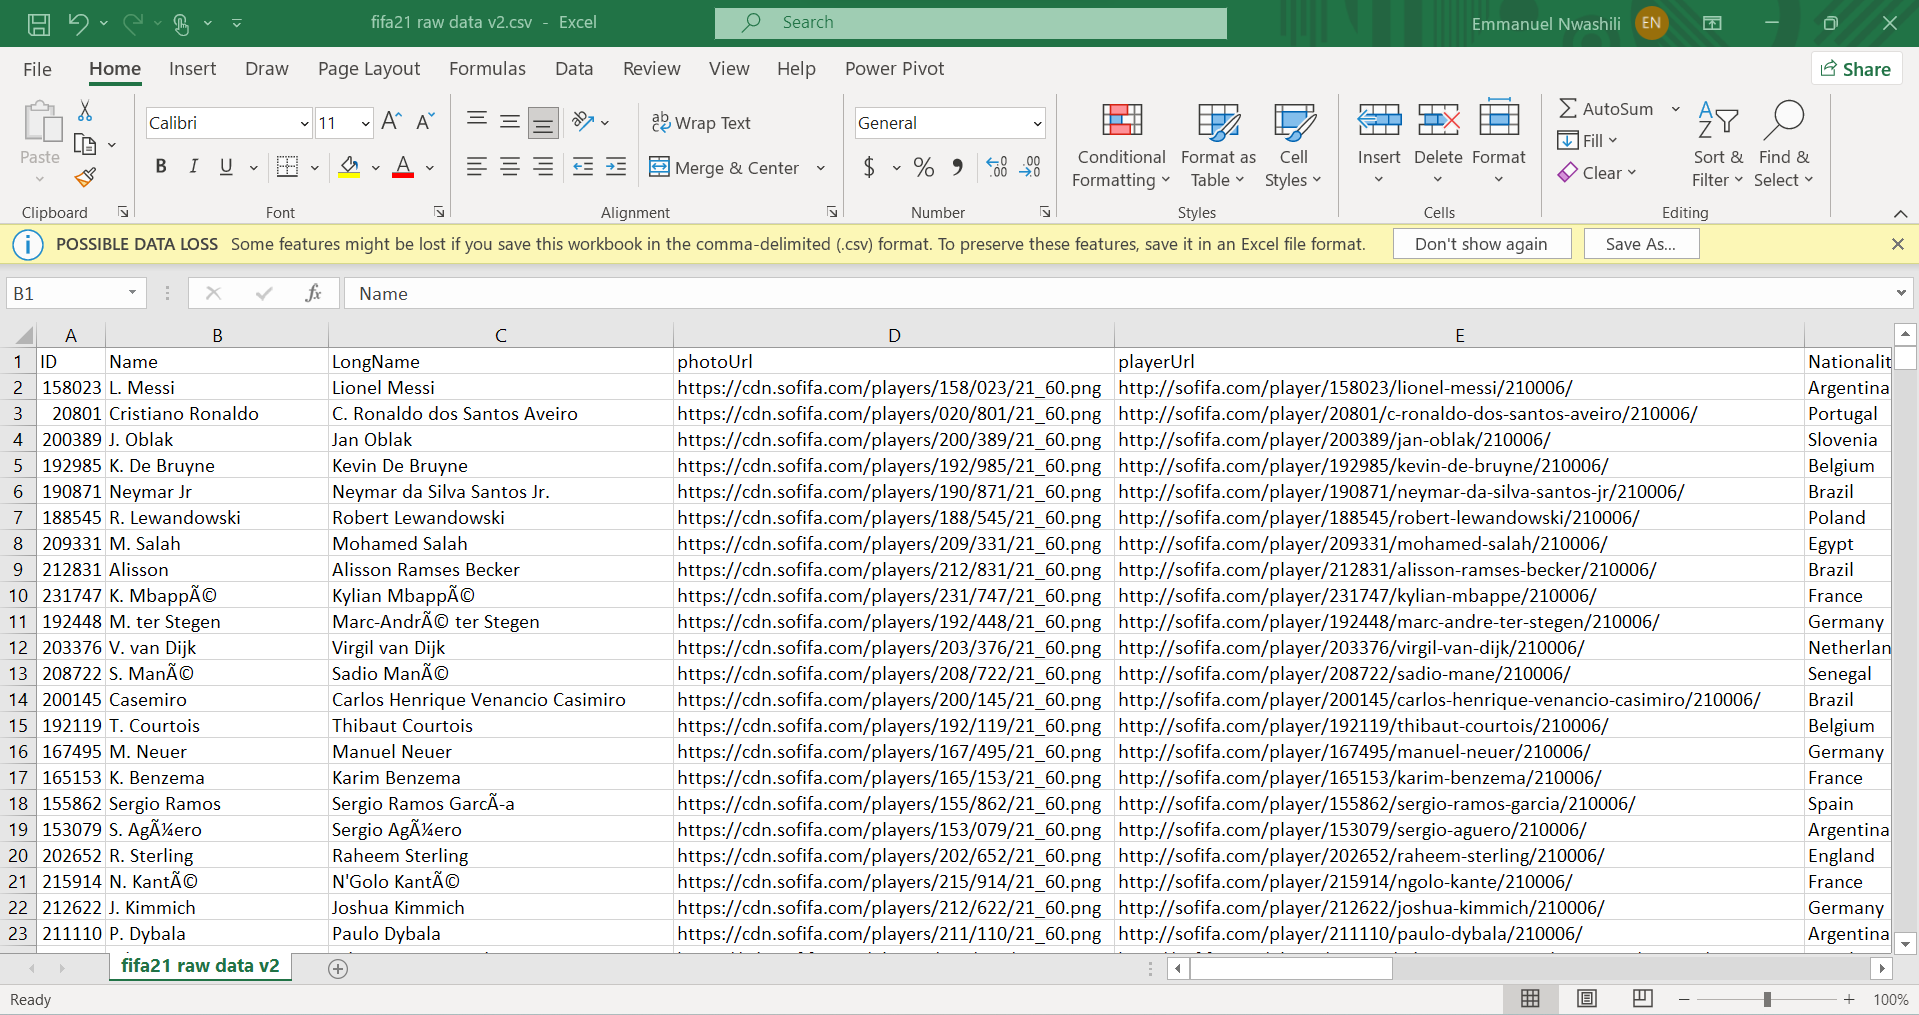 fifa21 raw data v2.csv - Excel
Search
Emmanuel Nwashili EN
File Home Insert Draw Page Layout Formulas Data Review View Help Power Pivot Share
Paste
Clipboard
Calibri 11
B I U A
Font
Wrap Text
Merge & Center
Alignment
General
$ % ,
Number
Conditional Formatting
Format as Table
Cell Styles
Styles
Insert Delete Format
Cells
AutoSum
Fill
Clear
Sort & Filter
Find & Select
Editing
POSSIBLE DATA LOSS Some features might be lost if you save this workbook in the comma-delimited (.csv) format. To preserve these features, save it in an Excel file format. Don't show again Save As...
B1 fx Name
A B C D E
1 ID Name LongName photoUrl playerUrl Nationalit
2 158023 L. Messi Lionel Messi https://cdn.sofifa.com/players/158/023/21_60.png http://sofifa.com/player/158023/lionel-messi/210006/ Argentina
3 20801 Cristiano Ronaldo C. Ronaldo dos Santos Aveiro https://cdn.sofifa.com/players/020/801/21_60.png http://sofifa.com/player/20801/c-ronaldo-dos-santos-aveiro/210006/ Portugal
4 200389 J. Oblak Jan Oblak https://cdn.sofifa.com/players/200/389/21_60.png http://sofifa.com/player/200389/jan-oblak/210006/ Slovenia
5 192985 K. De Bruyne Kevin De Bruyne https://cdn.sofifa.com/players/192/985/21_60.png http://sofifa.com/player/192985/kevin-de-bruyne/210006/ Belgium
6 190871 Neymar Jr Neymar da Silva Santos Jr. https://cdn.sofifa.com/players/190/871/21_60.png http://sofifa.com/player/190871/neymar-da-silva-santos-jr/210006/ Brazil
7 188545 R. Lewandowski Robert Lewandowski https://cdn.sofifa.com/players/188/545/21_60.png http://sofifa.com/player/188545/robert-lewandowski/210006/ Poland
8 209331 M. Salah Mohamed Salah https://cdn.sofifa.com/players/209/331/21_60.png http://sofifa.com/player/209331/mohamed-salah/210006/ Egypt
9 212831 Alisson Alisson Ramses Becker https://cdn.sofifa.com/players/212/831/21_60.png http://sofifa.com/player/212831/alisson-ramses-becker/210006/ Brazil
10 231747 K. MbappÃ© Kylian MbappÃ© https://cdn.sofifa.com/players/231/747/21_60.png http://sofifa.com/player/231747/kylian-mbappe/210006/ France
11 192448 M. ter Stegen Marc-AndrÃ© ter Stegen https://cdn.sofifa.com/players/192/448/21_60.png http://sofifa.com/player/192448/marc-andre-ter-stegen/210006/ Germany
12 203376 V. van Dijk Virgil van Dijk https://cdn.sofifa.com/players/203/376/21_60.png http://sofifa.com/player/203376/virgil-van-dijk/210006/ Netherlan
13 208722 S. ManÃ© Sadio ManÃ© https://cdn.sofifa.com/players/208/722/21_60.png http://sofifa.com/player/208722/sadio-mane/210006/ Senegal
14 200145 Casemiro Carlos Henrique Venancio Casimiro https://cdn.sofifa.com/players/200/145/21_60.png http://sofifa.com/player/200145/carlos-henrique-venancio-casimiro/210006/ Brazil
15 192119 T. Courtois Thibaut Courtois https://cdn.sofifa.com/players/192/119/21_60.png http://sofifa.com/player/192119/thibaut-courtois/210006/ Belgium
16 167495 M. Neuer Manuel Neuer https://cdn.sofifa.com/players/167/495/21_60.png http://sofifa.com/player/167495/manuel-neuer/210006/ Germany
17 165153 K. Benzema Karim Benzema https://cdn.sofifa.com/players/165/153/21_60.png http://sofifa.com/player/165153/karim-benzema/210006/ France
18 155862 Sergio Ramos Sergio Ramos GarcÃ-a https://cdn.sofifa.com/players/155/862/21_60.png http://sofifa.com/player/155862/sergio-ramos-garcia/210006/ Spain
19 153079 S. AgÃ¼ero Sergio AgÃ¼ero https://cdn.sofifa.com/players/153/079/21_60.png http://sofifa.com/player/153079/sergio-aguero/210006/ Argentina
20 202652 R. Sterling Raheem Sterling https://cdn.sofifa.com/players/202/652/21_60.png http://sofifa.com/player/202652/raheem-sterling/210006/ England
21 215914 N. KantÃ© N'Golo KantÃ© https://cdn.sofifa.com/players/215/914/21_60.png http://sofifa.com/player/215914/ngolo-kante/210006/ France
22 212622 J. Kimmich Joshua Kimmich https://cdn.sofifa.com/players/212/622/21_60.png http://sofifa.com/player/212622/joshua-kimmich/210006/ Germany
23 211110 P. Dybala Paulo Dybala https://cdn.sofifa.com/players/211/110/21_60.png http://sofifa.com/player/211110/paulo-dybala/210006/ Argentina
fifa21 raw data v2
Ready 100%